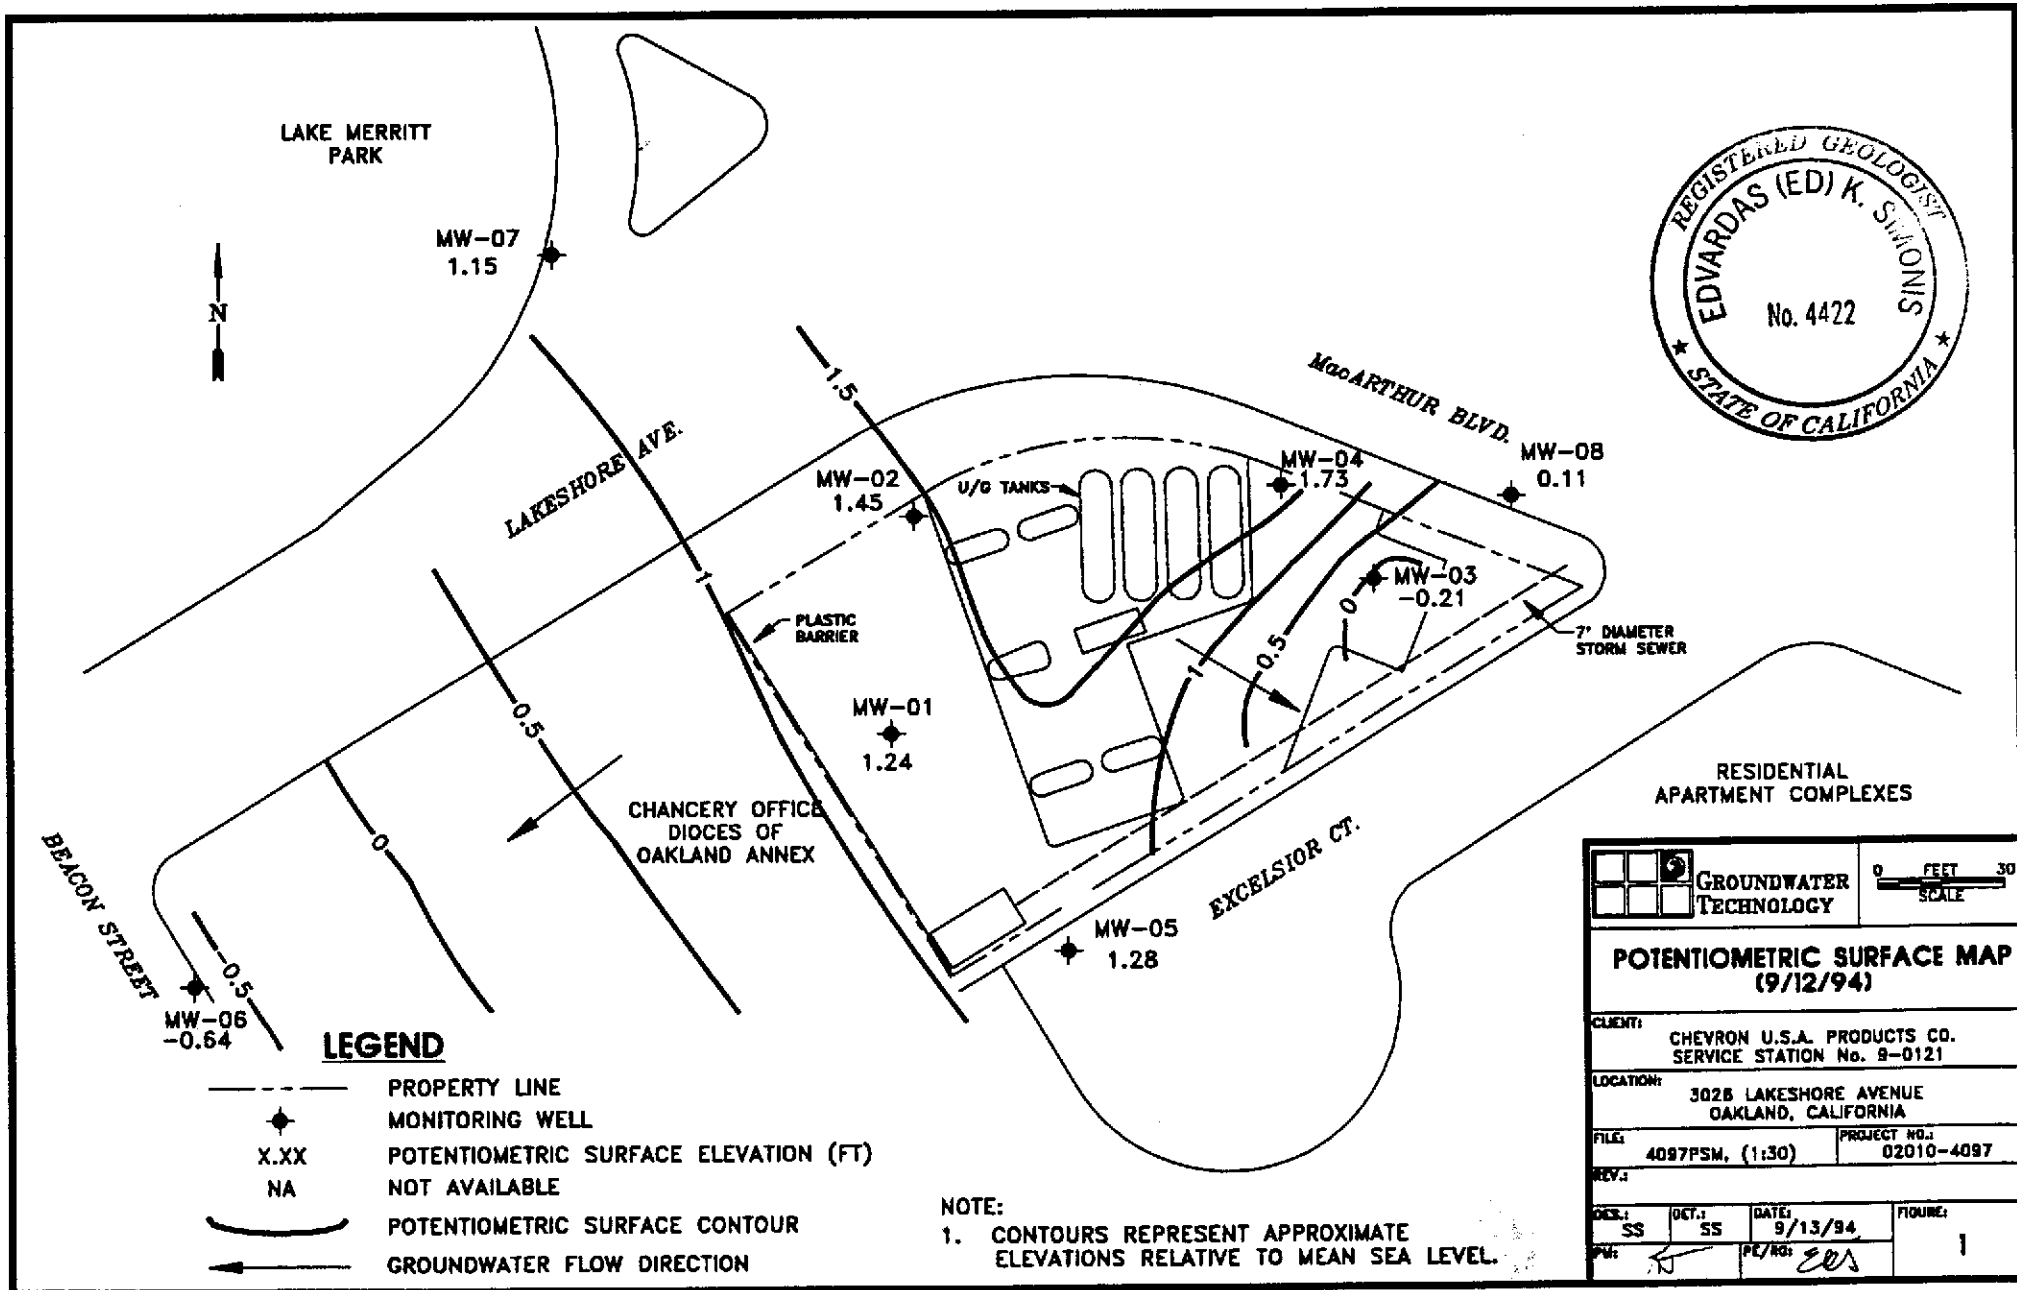 LAKE MERRITT
PARK
N
MW-07
1.15
REGISTERED GEOLOGIST
EDVARDAS (ED) K. SIMONIS
No. 4422
★ STATE OF CALIFORNIA ★
MacARTHUR BLVD.
LAKESHORE AVE.
1.5
MW-02
1.45
U/G TANKS
MW-04
1.73
MW-08
0.11
MW-03
-0.21
0
0.5
1
1
PLASTIC
BARRIER
7' DIAMETER
STORM SEWER
MW-01
1.24
0.5
0
-0.5
CHANCERY OFFICE
DIOCES OF
OAKLAND ANNEX
RESIDENTIAL
APARTMENT COMPLEXES
BEACON STREET
EXCELSIOR CT.
MW-05
1.28
MW-06
-0.64
LEGEND
PROPERTY LINE
MONITORING WELL
X.XX POTENTIOMETRIC SURFACE ELEVATION (FT)
NA NOT AVAILABLE
POTENTIOMETRIC SURFACE CONTOUR
GROUNDWATER FLOW DIRECTION
NOTE:
1. CONTOURS REPRESENT APPROXIMATE
ELEVATIONS RELATIVE TO MEAN SEA LEVEL.
GROUNDWATER
TECHNOLOGY
0 FEET 30
SCALE
POTENTIOMETRIC SURFACE MAP
(9/12/94)
CLIENT:
CHEVRON U.S.A. PRODUCTS CO.
SERVICE STATION No. 9-0121
LOCATION:
3026 LAKESHORE AVENUE
OAKLAND, CALIFORNIA
FILE: 4097PSM, (1:30)
PROJECT NO.: 02010-4097
REV.:
DES.: SS
DET.: SS
DATE: 9/13/94
FIGURE: 1
PM:
PE/RG: EKS